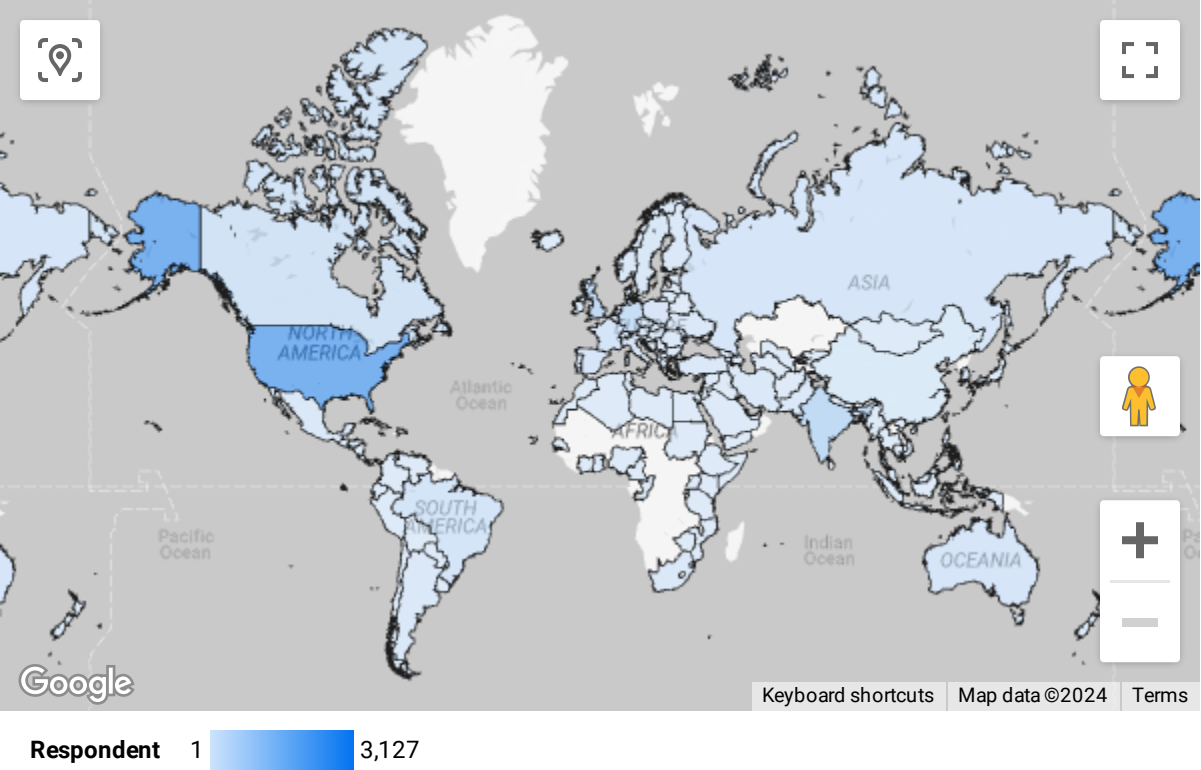 ASIA
NORTH
AMERICA
Atlantic
Ocean
AFRICA
SOUTH
AMERICA
Pacific
Ocean
Indian
Ocean
OCEANIA
Google
Keyboard shortcuts
Map data ©2024
Terms
Respondent 1 3,127